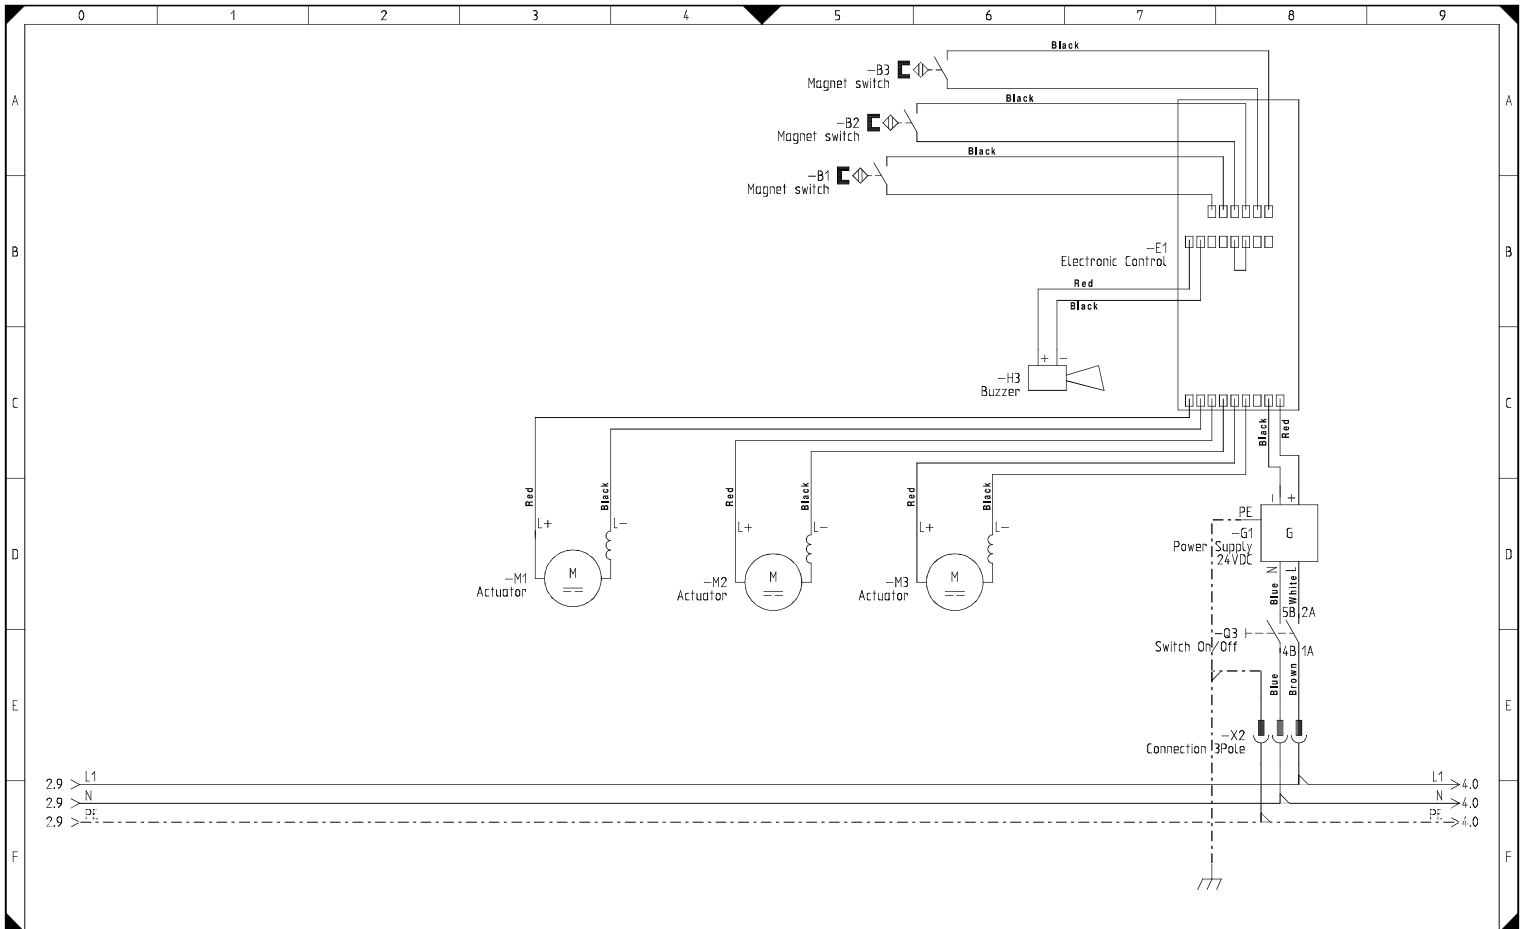 0 1 2 3 4 5 6 7 8 9
Black
-B3
Magnet switch
A A
Black
-B2
Magnet switch
Black
-B1
Magnet switch
B B
-E1
Electronic Control
Red
Black
+ -
-H3
Buzzer
C C
Black Red
Red Black Red Black Red Black
- +
PE
L+ L- L+ L- L+ L-
-G1 G
Power Supply
24VDC
D D
M M M
N L
-M1 -M2 -M3
Actuator Actuator Actuator
Blue White
5B 2A
-Q3
Switch On/Off
4B 1A
Blue Brown
E E
-X2
Connection 3Pole
2.9 L1 L1 4.0
2.9 N N 4.0
2.9 PE PE 4.0
F F